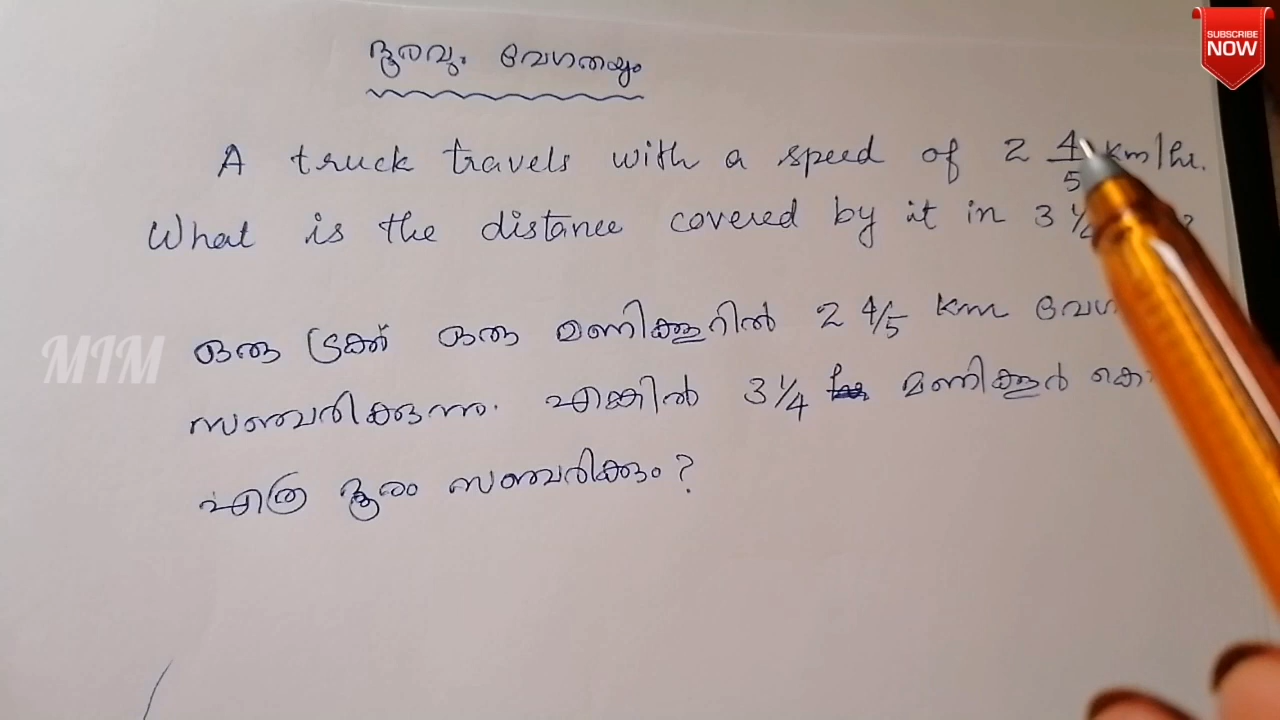 ദൂരവും വേഗതയും
SUBSCRIBE
NOW
A truck travels with a speed of 2 4/5 km/hr.
What is the distance covered by it in 3 1/4 ?
MIM
ഒരു ട്രക്ക് ഒരു മണിക്കൂറിൽ 2 4/5 km
സഞ്ചരിക്കുന്നു. എങ്കിൽ 3 1/4 മണിക്കൂർ
എത്ര ദൂരം സഞ്ചരിക്കും?